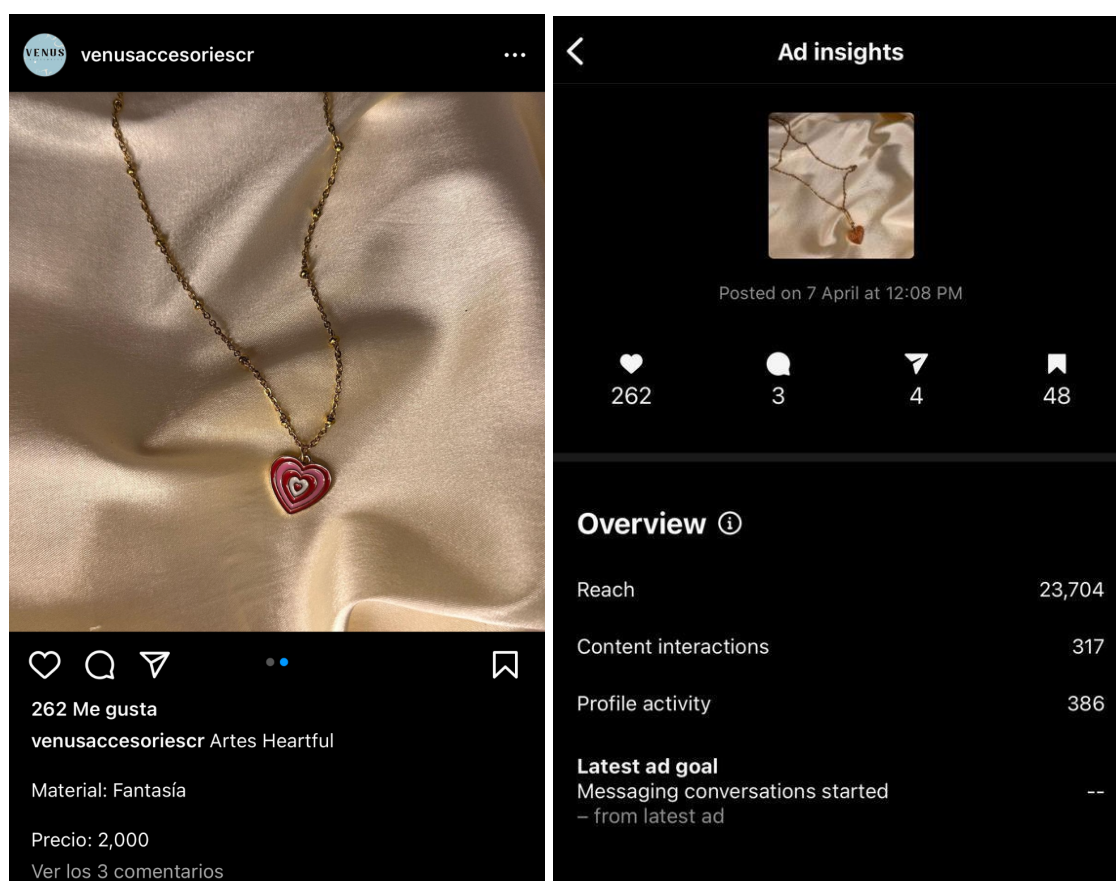 VENUS
venusaccesoriescr
262 Me gusta
venusaccesoriescr Artes Heartful
Material: Fantasía
Precio: 2,000
Ver los 3 comentarios
Ad insights
Posted on 7 April at 12:08 PM
262 3 4 48
Overview
Reach 23,704
Content interactions 317
Profile activity 386
Latest ad goal
Messaging conversations started --
– from latest ad